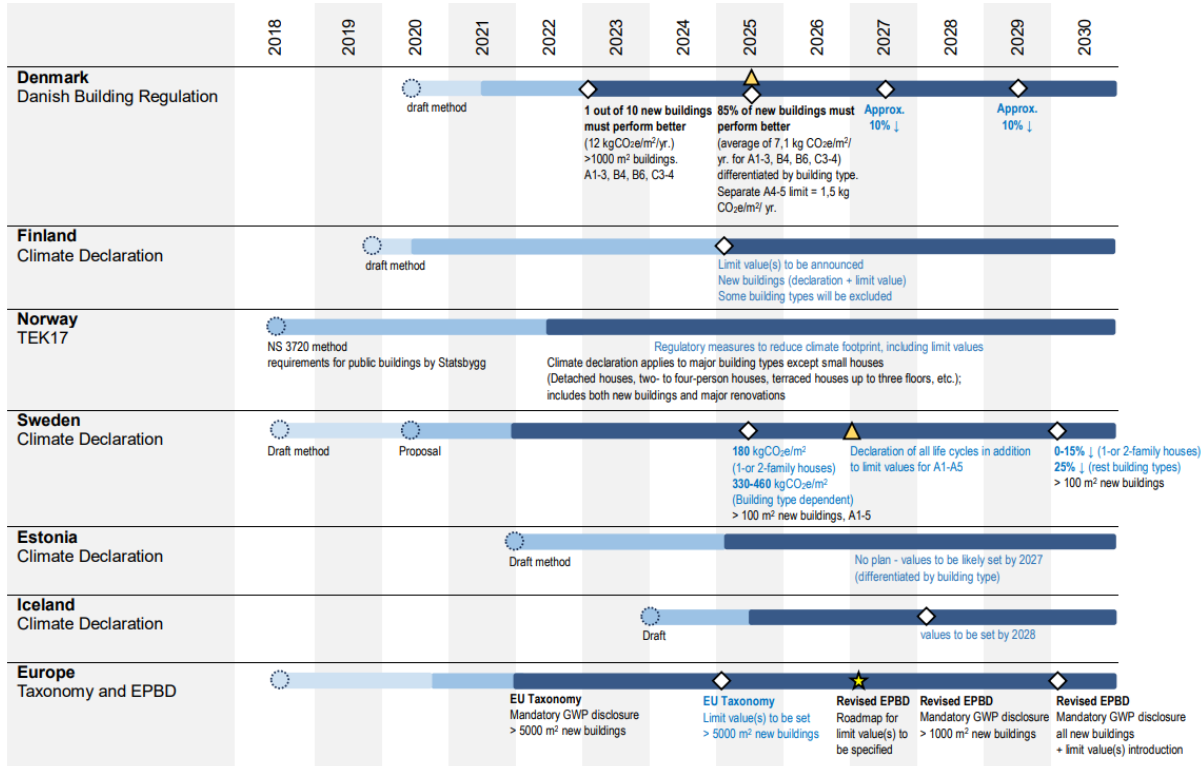 2018 2019 2020 2021 2022 2023 2024 2025 2026 2027 2028 2029 2030
Denmark
Danish Building Regulation
draft method
1 out of 10 new buildings
must perform better
(12 kgCO₂e/m²/yr.)
>1000 m² buildings.
A1-3, B4, B6, C3-4
85% of new buildings must
perform better
(average of 7,1 kg CO₂e/m²/
yr. for A1-3, B4, B6, C3-4)
differentiated by building type.
Separate A4-5 limit = 1,5 kg
CO₂e/m²/ yr.
Approx.
10% ↓
Approx.
10% ↓
Finland
Climate Declaration
draft method
Limit value(s) to be announced
New buildings (declaration + limit value)
Some building types will be excluded
Norway
TEK17
NS 3720 method
requirements for public buildings by Statsbygg
Regulatory measures to reduce climate footprint, including limit values
Climate declaration applies to major building types except small houses
(Detached houses, two- to four-person houses, terraced houses up to three floors, etc.);
includes both new buildings and major renovations
Sweden
Climate Declaration
Draft method
Proposal
180 kgCO₂e/m²
(1-or 2-family houses)
330-460 kgCO₂e/m²
(Building type dependent)
> 100 m² new buildings, A1-5
Declaration of all life cycles in addition
to limit values for A1-A5
0-15% ↓ (1-or 2-family houses)
25% ↓ (rest building types)
> 100 m² new buildings
Estonia
Climate Declaration
Draft method
No plan - values to be likely set by 2027
(differentiated by building type)
Iceland
Climate Declaration
Draft
values to be set by 2028
Europe
Taxonomy and EPBD
EU Taxonomy
Mandatory GWP disclosure
> 5000 m² new buildings
EU Taxonomy
Limit value(s) to be set
> 5000 m² new buildings
Revised EPBD
Roadmap for
limit value(s) to
be specified
Revised EPBD
Mandatory GWP disclosure
> 1000 m² new buildings
Revised EPBD
Mandatory GWP disclosure
all new buildings
+ limit value(s) introduction